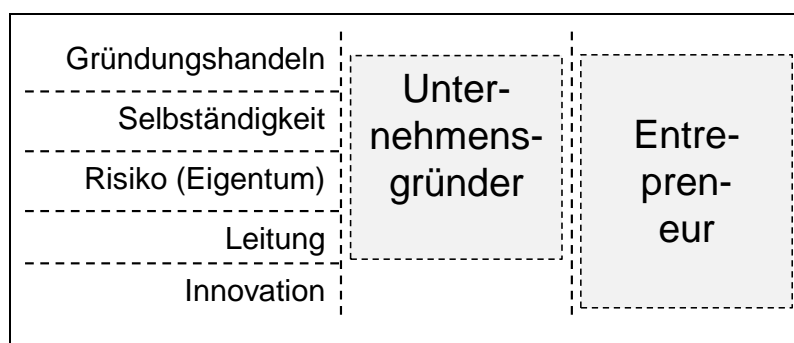 Gründungshandeln
Selbständigkeit
Risiko (Eigentum)
Leitung
Innovation
Unter-
nehmens-
gründer
Entre-
pren-
eur